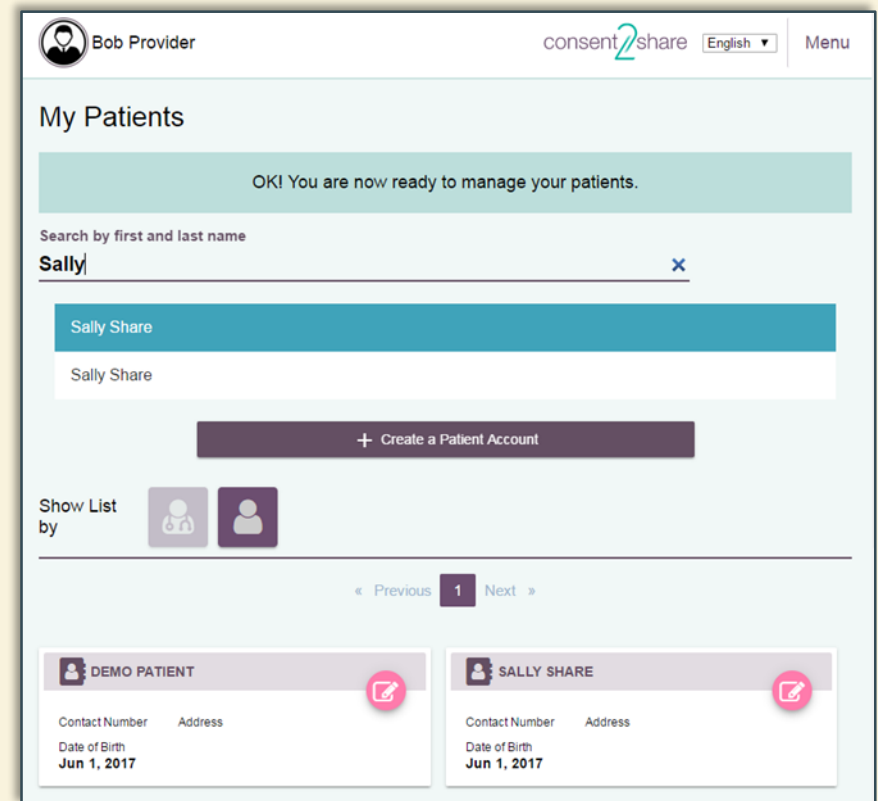 Bob Provider
consent2share
English
Menu
My Patients
OK! You are now ready to manage your patients.
Search by first and last name
Sally
Sally Share
Sally Share
+ Create a Patient Account
Show List
by
« Previous 1 Next »
DEMO PATIENT
Contact Number Address
Date of Birth
Jun 1, 2017
SALLY SHARE
Contact Number Address
Date of Birth
Jun 1, 2017